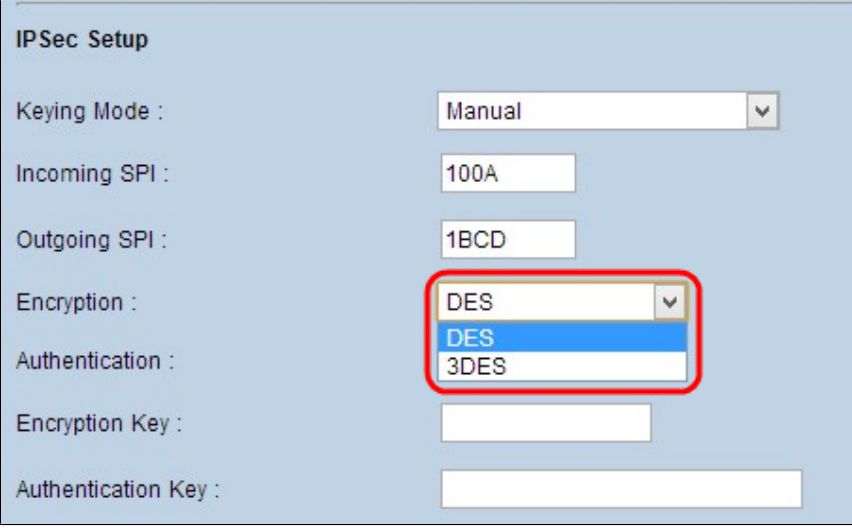 IPSec Setup
Keying Mode : Manual
Incoming SPI : 100A
Outgoing SPI : 1BCD
Encryption : DES
DES
3DES
Authentication :
Encryption Key :
Authentication Key :